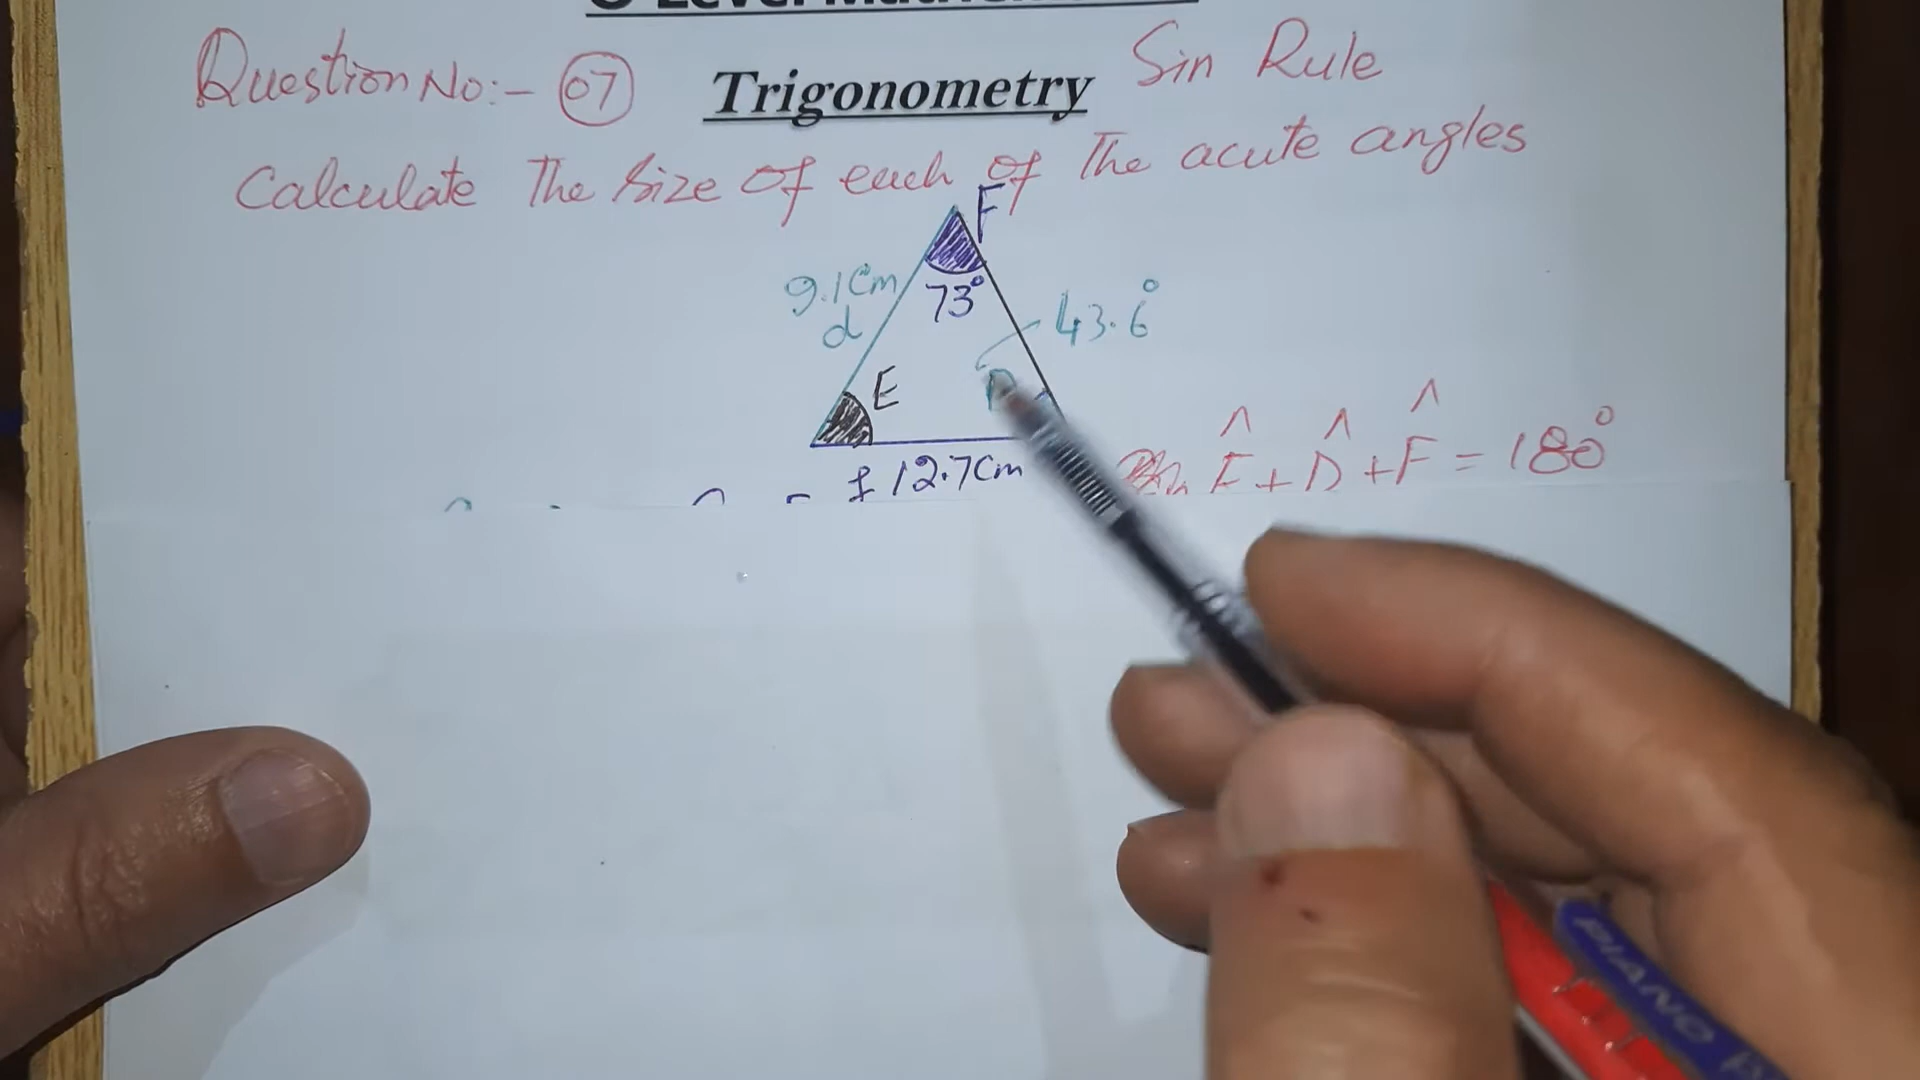 Question No:- 07 Trigonometry Sin Rule
Calculate The Size of each of The acute angles
F
9.1cm 73° 43.6°
d
E D
f 12.7cm
E + D + F = 180°
PIANO